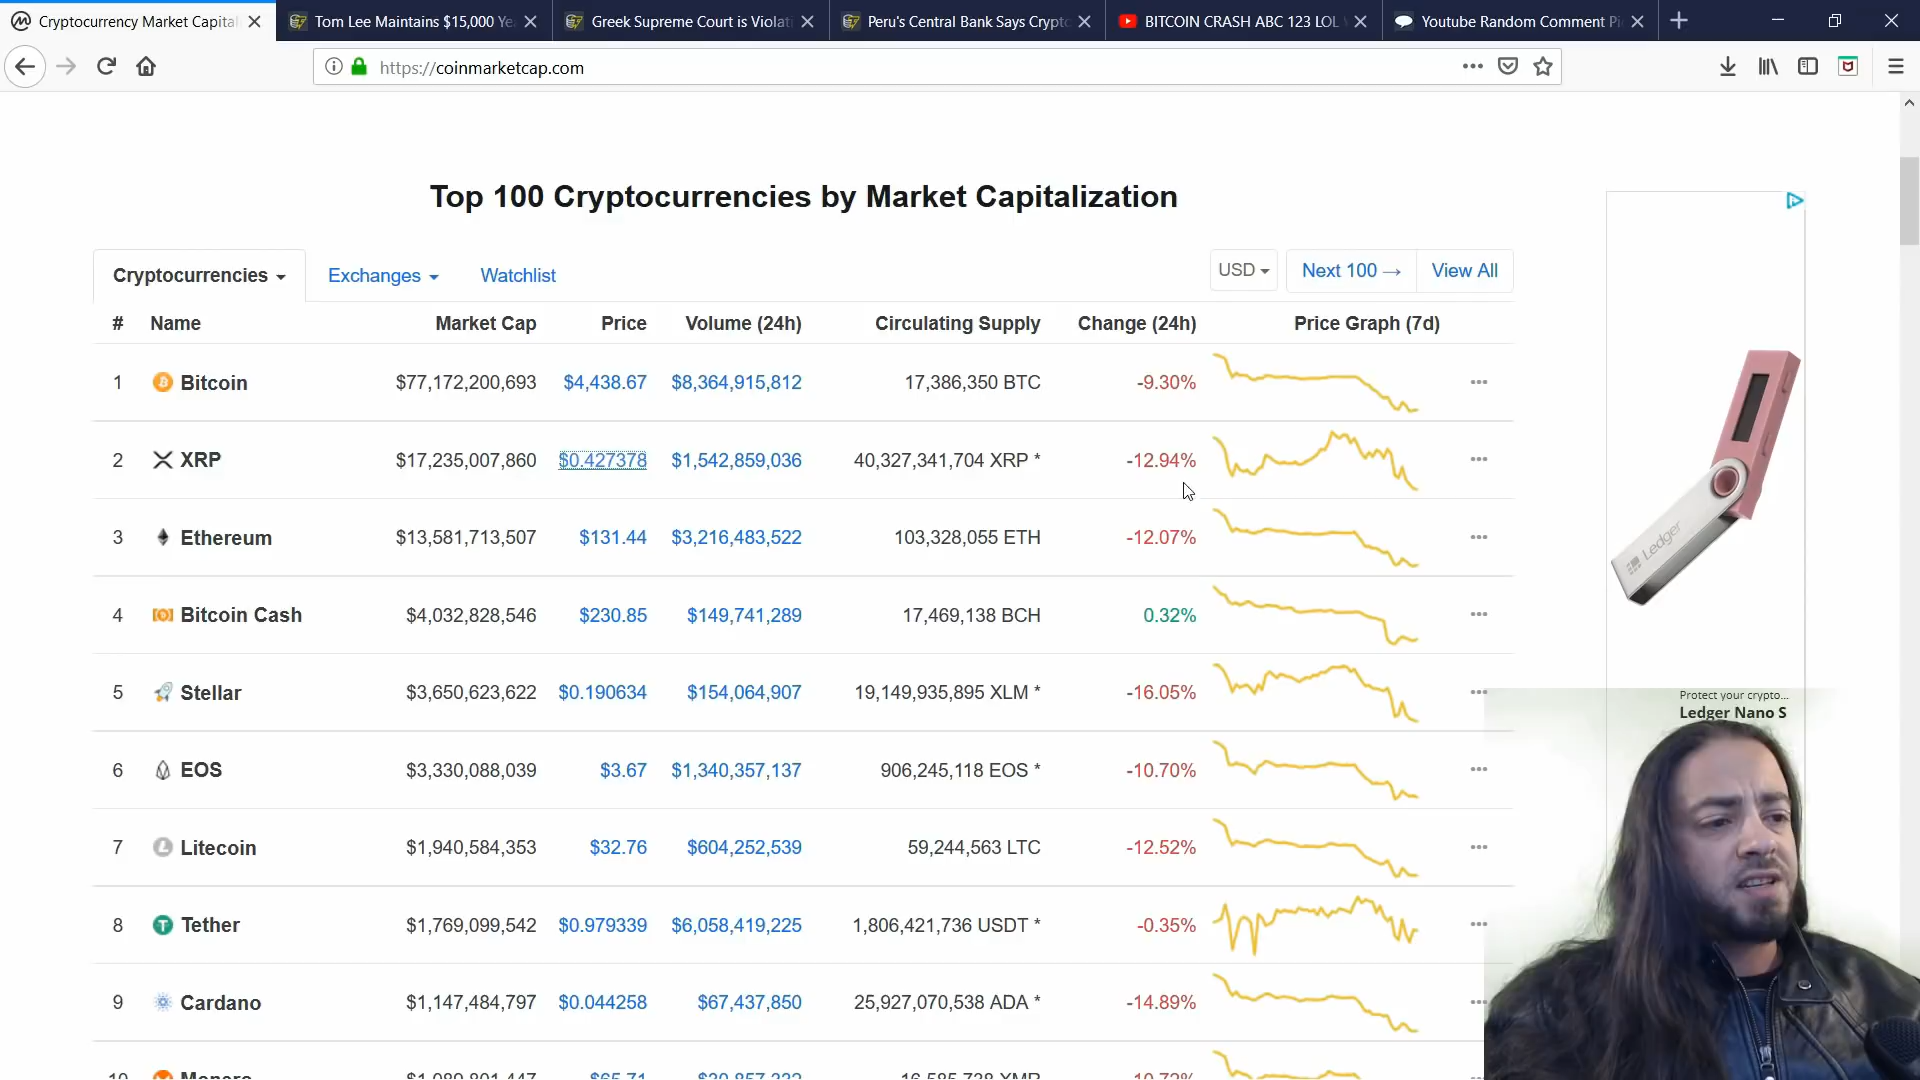 Cryptocurrency Market Capital
Tom Lee Maintains $15,000 Ye
Greek Supreme Court is Violati
Peru's Central Bank Says Crypto
BITCOIN CRASH ABC 123 LOL
Youtube Random Comment Pi
https://coinmarketcap.com
Top 100 Cryptocurrencies by Market Capitalization
Cryptocurrencies
Exchanges
Watchlist
USD
Next 100 →
View All
# Name Market Cap Price Volume (24h) Circulating Supply Change (24h) Price Graph (7d)
1 Bitcoin $77,172,200,693 $4,438.67 $8,364,915,812 17,386,350 BTC -9.30%
2 XRP $17,235,007,860 $0.427378 $1,542,859,036 40,327,341,704 XRP * -12.94%
3 Ethereum $13,581,713,507 $131.44 $3,216,483,522 103,328,055 ETH -12.07%
4 Bitcoin Cash $4,032,828,546 $230.85 $149,741,289 17,469,138 BCH 0.32%
5 Stellar $3,650,623,622 $0.190634 $154,064,907 19,149,935,895 XLM * -16.05%
6 EOS $3,330,088,039 $3.67 $1,340,357,137 906,245,118 EOS * -10.70%
7 Litecoin $1,940,584,353 $32.76 $604,252,539 59,244,563 LTC -12.52%
8 Tether $1,769,099,542 $0.979339 $6,058,419,225 1,806,421,736 USDT * -0.35%
9 Cardano $1,147,484,797 $0.044258 $67,437,850 25,927,070,538 ADA * -14.89%
Ledger
Protect your crypto...
Ledger Nano S